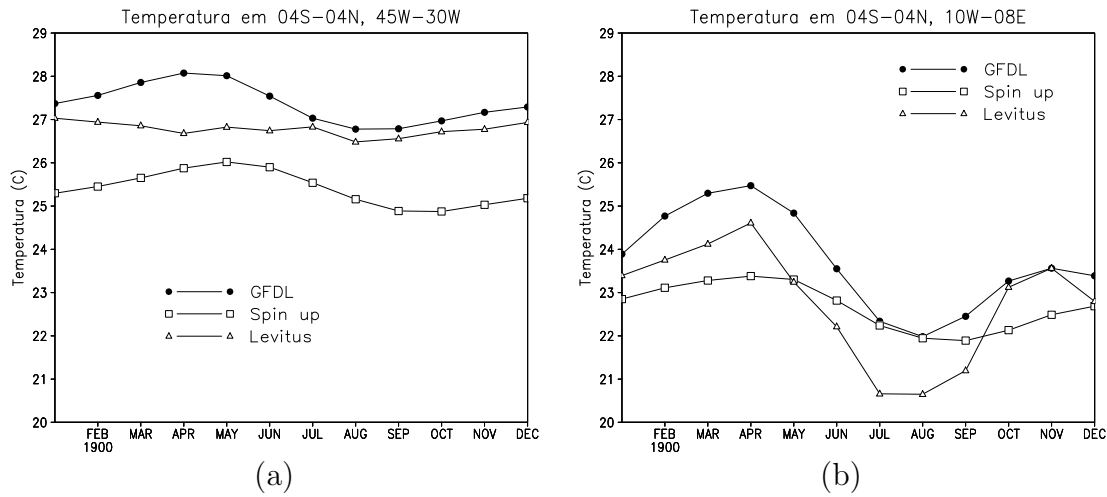 Temperatura em 04S-04N, 45W-30W
Temperatura (C)
29
28
27
26
25
24
23
22
21
20
GFDL
Spin up
Levitus
FEB MAR APR MAY JUN JUL AUG SEP OCT NOV DEC
1900
(a)
Temperatura em 04S-04N, 10W-08E
Temperatura (C)
29
28
27
26
25
24
23
22
21
20
GFDL
Spin up
Levitus
FEB MAR APR MAY JUN JUL AUG SEP OCT NOV DEC
1900
(b)